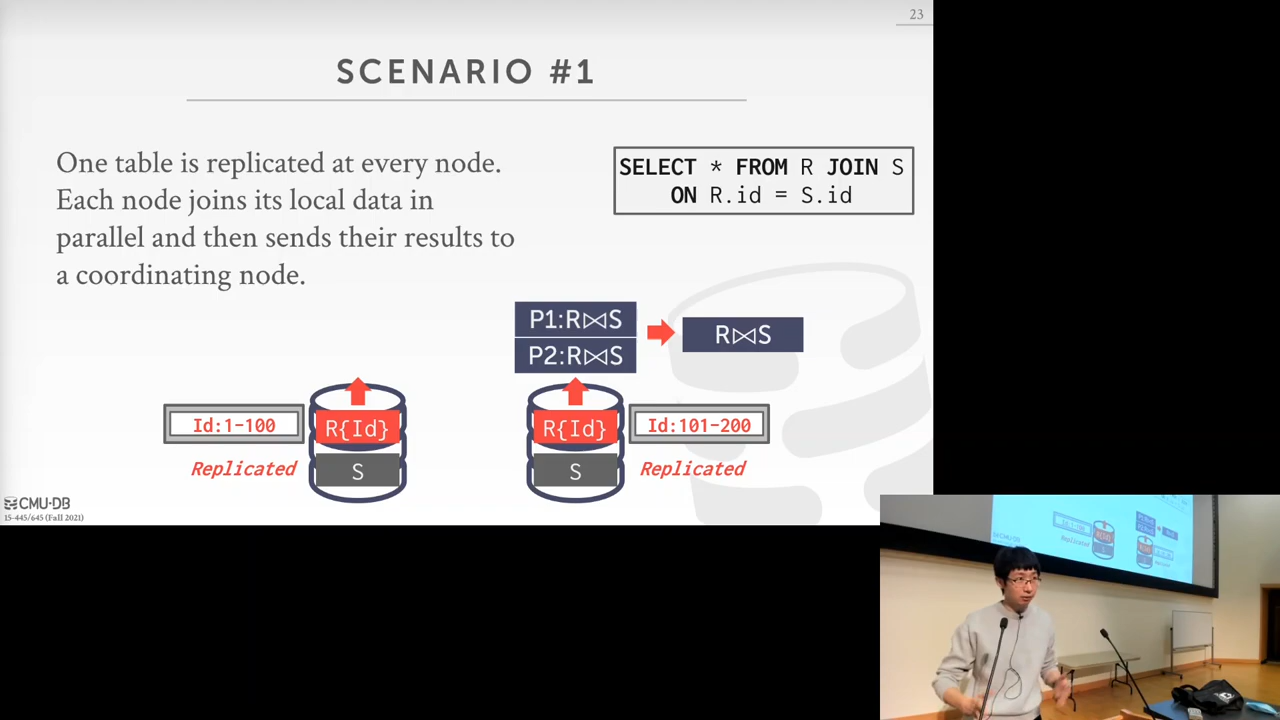 23
SCENARIO #1
One table is replicated at every node.
Each node joins its local data in
parallel and then sends their results to
a coordinating node.
SELECT * FROM R JOIN S
ON R.id = S.id
P1:R⋈S
P2:R⋈S
R⋈S
Id:1-100
R{Id}
R{Id}
Id:101-200
Replicated
S
S
Replicated
CMU·DB
15-445/645 (Fall 2021)